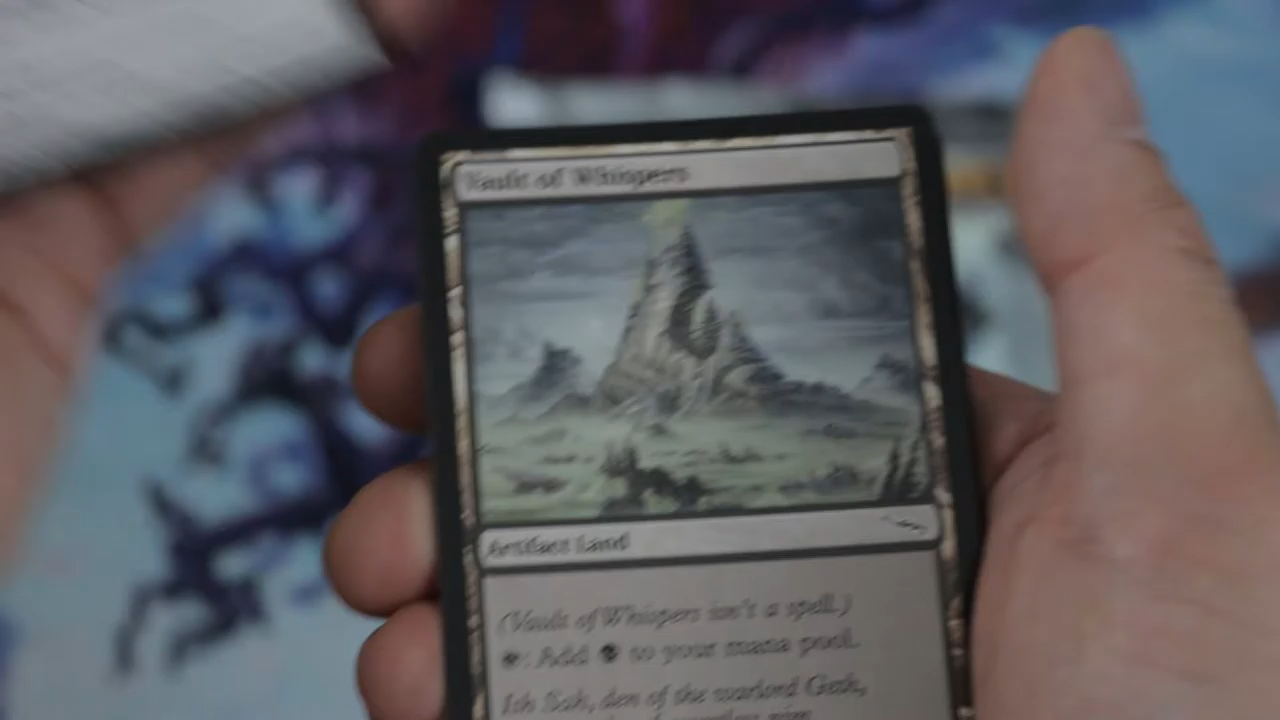 Vault of Whispers
Artifact Land
(Vault of Whispers isn't a spell.)
: Add to your mana pool.
Ish Sah, den of the warlord Geth,